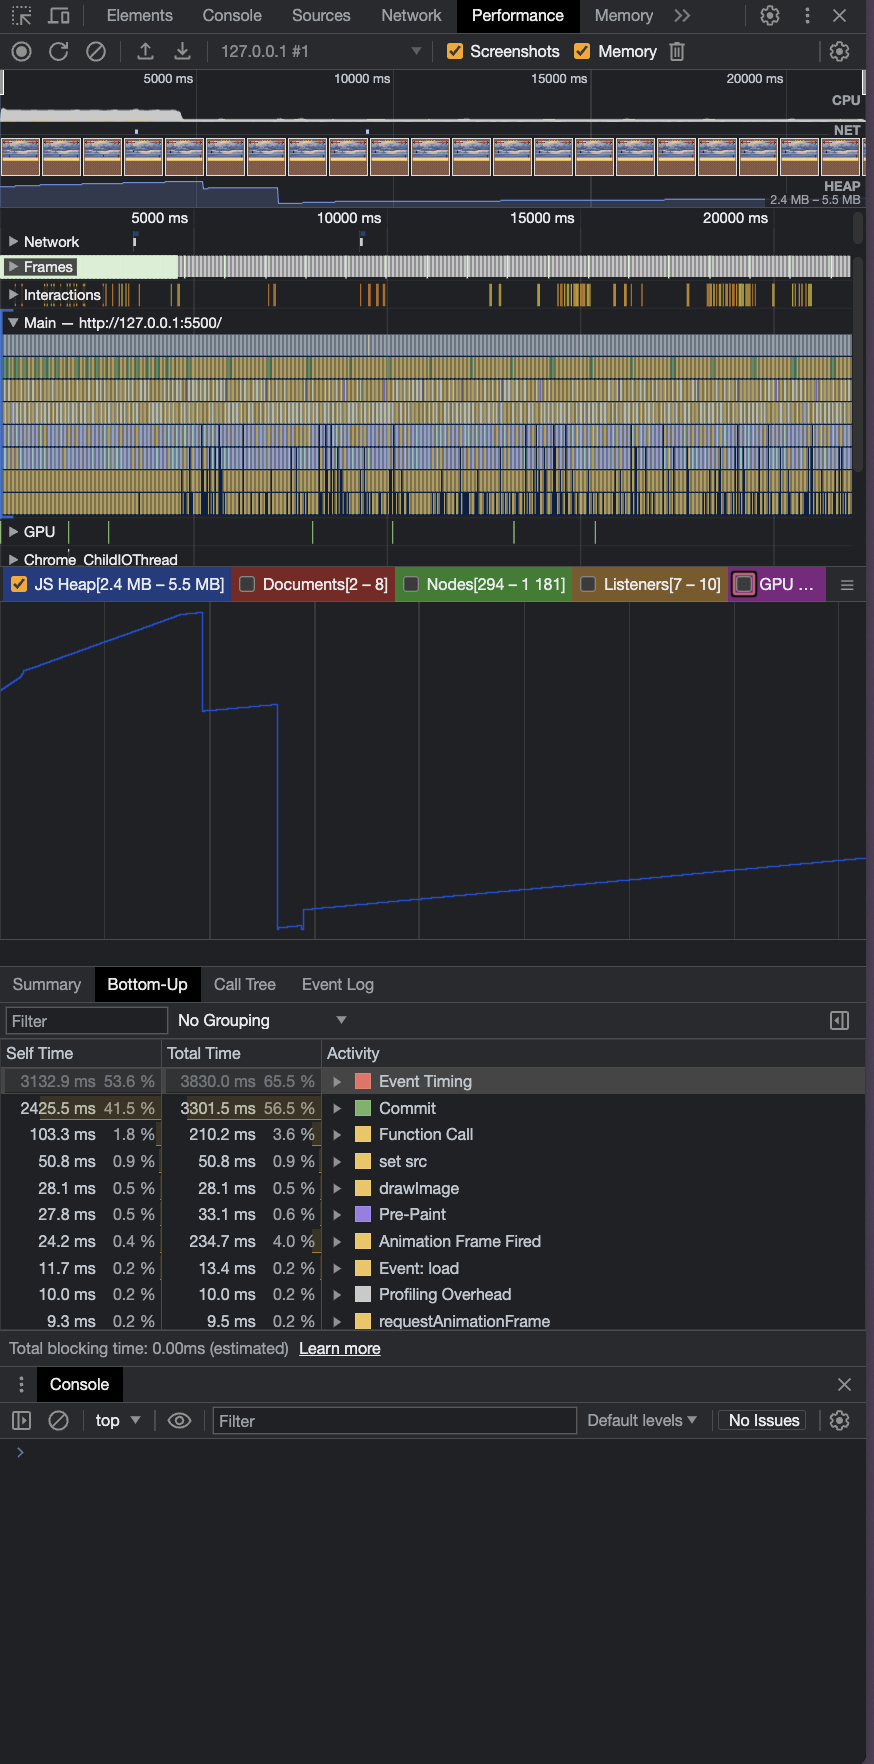 Elements Console Sources Network Performance Memory
127.0.0.1 #1 Screenshots Memory
5000 ms 10000 ms 15000 ms 20000 ms
CPU
NET
HEAP
2.4 MB – 5.5 MB
5000 ms 10000 ms 15000 ms 20000 ms
Network
Frames
Interactions
Main — http://127.0.0.1:5500/
GPU
Chrome_ChildIOThread
JS Heap[2.4 MB – 5.5 MB] Documents[2 – 8] Nodes[294 – 1 181] Listeners[7 – 10] GPU ...
Summary Bottom-Up Call Tree Event Log
Filter No Grouping
Self Time Total Time Activity
3132.9 ms 53.6 % 3830.0 ms 65.5 % Event Timing
2425.5 ms 41.5 % 3301.5 ms 56.5 % Commit
103.3 ms 1.8 % 210.2 ms 3.6 % Function Call
50.8 ms 0.9 % 50.8 ms 0.9 % set src
28.1 ms 0.5 % 28.1 ms 0.5 % drawImage
27.8 ms 0.5 % 33.1 ms 0.6 % Pre-Paint
24.2 ms 0.4 % 234.7 ms 4.0 % Animation Frame Fired
11.7 ms 0.2 % 13.4 ms 0.2 % Event: load
10.0 ms 0.2 % 10.0 ms 0.2 % Profiling Overhead
9.3 ms 0.2 % 9.5 ms 0.2 % requestAnimationFrame
Total blocking time: 0.00ms (estimated) Learn more
Console
top Filter Default levels No Issues